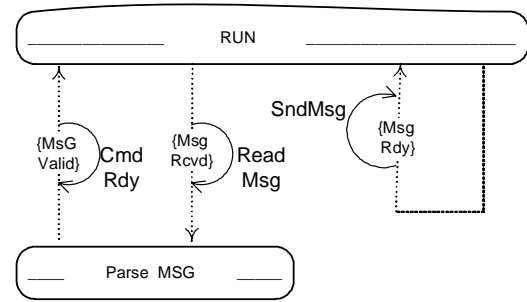 RUN
SndMsg
{MsG
Valid}
Cmd
Rdy
{Msg
Rcvd}
Read
Msg
{Msg
Rdy}
Parse MSG